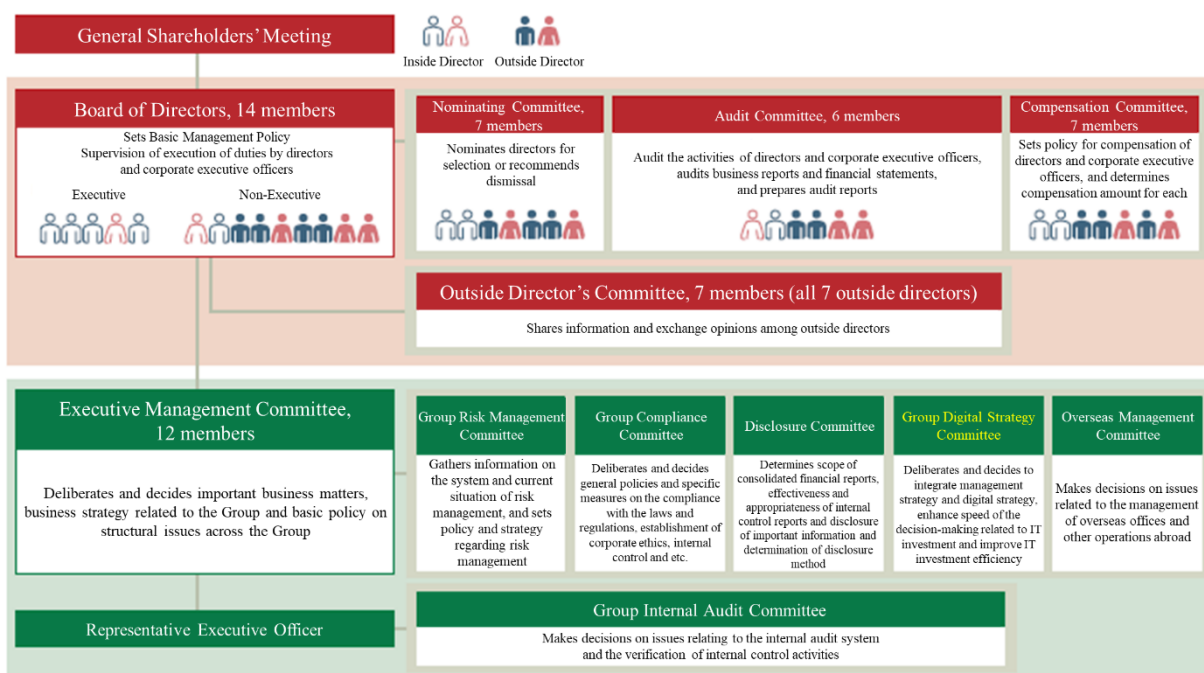 General Shareholders' Meeting
Inside Director
Outside Director
Board of Directors, 14 members
Sets Basic Management Policy
Supervision of execution of duties by directors
and corporate executive officers
Executive
Non-Executive
Nominating Committee,
7 members
Nominates directors for
selection or recommends
dismissal
Audit Committee, 6 members
Audit the activities of directors and corporate executive officers,
audits business reports and financial statements,
and prepares audit reports
Compensation Committee,
7 members
Sets policy for compensation of
directors and corporate executive
officers, and determines
compensation amount for each
Outside Director's Committee, 7 members (all 7 outside directors)
Shares information and exchange opinions among outside directors
Executive Management Committee,
12 members
Deliberates and decides important business matters,
business strategy related to the Group and basic policy on
structural issues across the Group
Group Risk Management
Committee
Gathers information on
the system and current
situation of risk
management, and sets
policy and strategy
regarding risk
management
Group Compliance
Committee
Deliberates and decides
general policies and specific
measures on the compliance
with the laws and
regulations, establishment of
corporate ethics, internal
control and etc.
Disclosure Committee
Determines scope of
consolidated financial reports,
effectiveness and
appropriateness of internal
control reports and disclosure
of important information and
determination of disclosure
method
Group Digital Strategy
Committee
Deliberates and decides to
integrate management
strategy and digital strategy,
enhance speed of the
decision-making related to IT
investment and improve IT
investment efficiency
Overseas Management
Committee
Makes decisions on issues
related to the management
of overseas offices and
other operations abroad
Representative Executive Officer
Group Internal Audit Committee
Makes decisions on issues relating to the internal audit system
and the verification of internal control activities